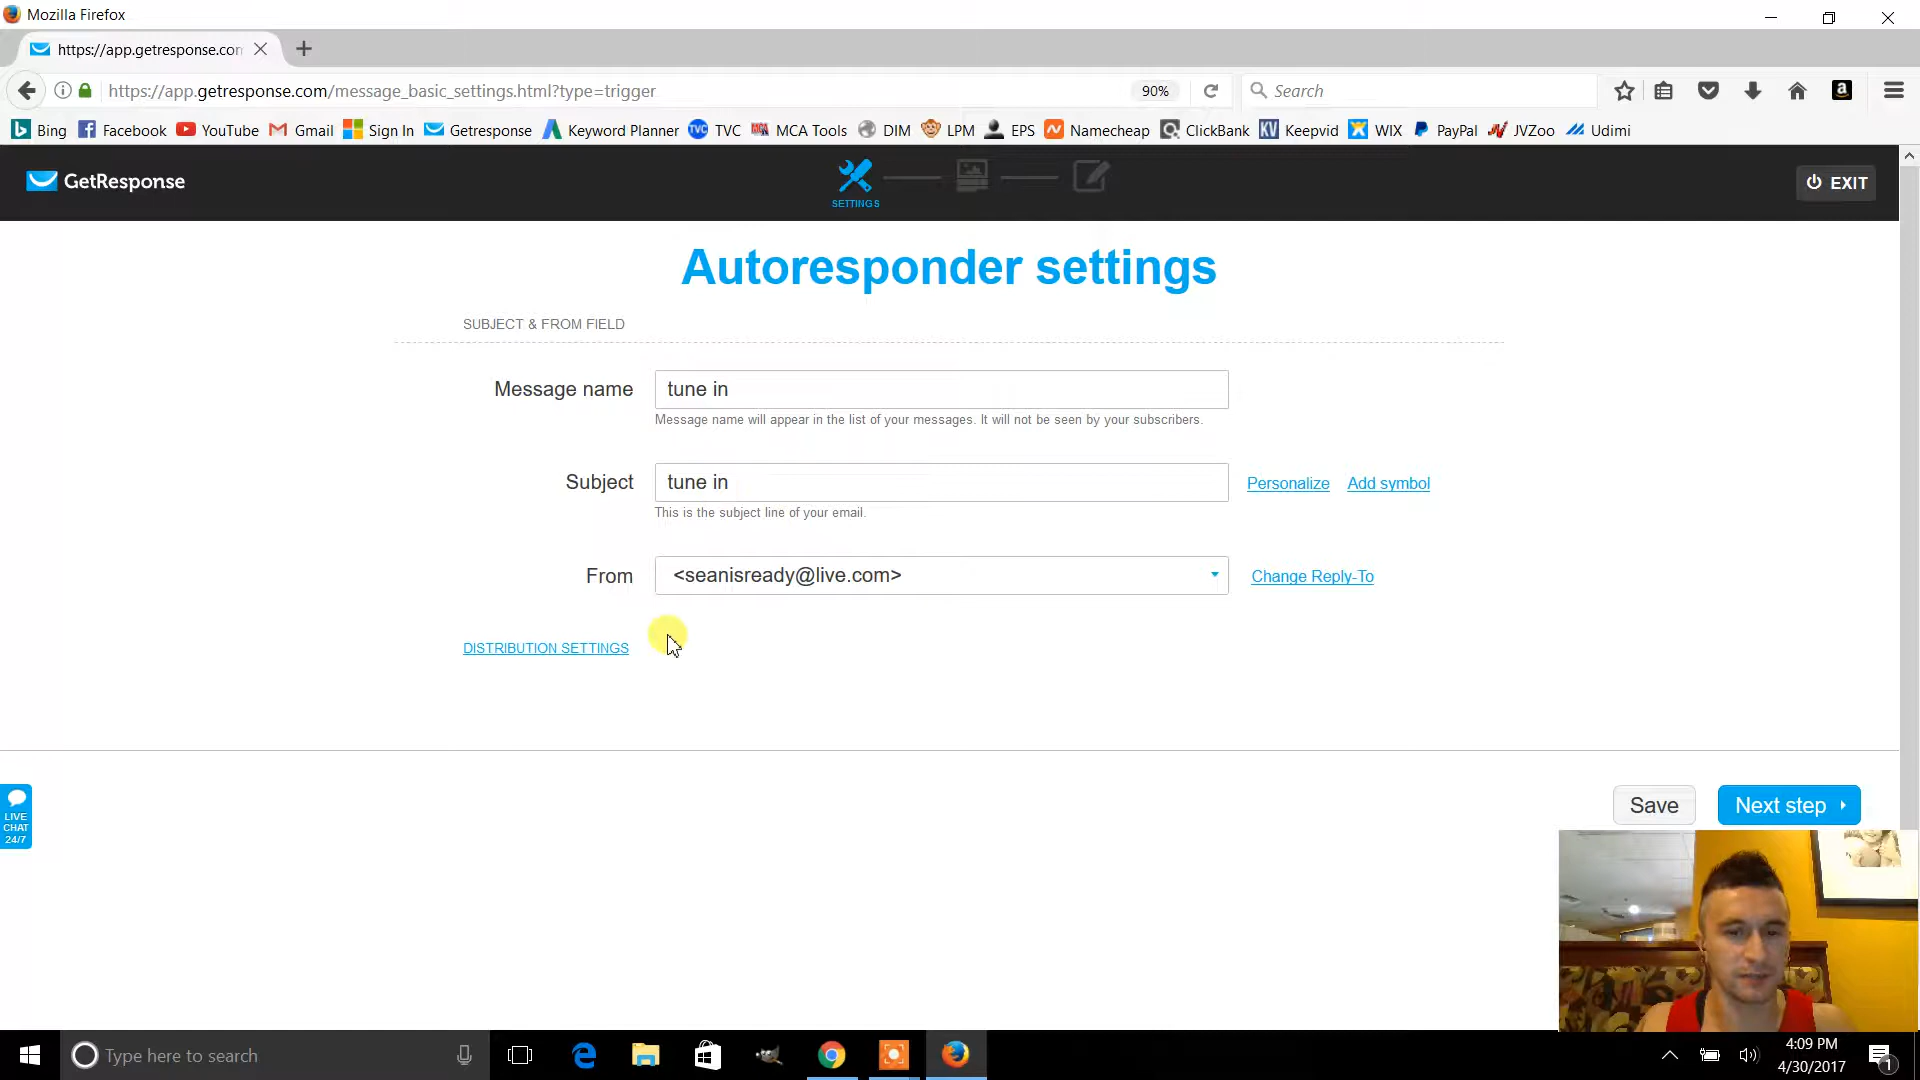 Mozilla Firefox
https://app.getresponse.con
https://app.getresponse.com/message_basic_settings.html?type=trigger
90%
Search
Bing
Facebook
YouTube
Gmail
Sign In
Getresponse
Keyword Planner
TVC
TVC
MCA
MCA Tools
DIM
LPM
EPS
Namecheap
ClickBank
KV
Keepvid
WIX
PayPal
JVZoo
Udimi
GetResponse
SETTINGS
EXIT
Autoresponder settings
SUBJECT & FROM FIELD
Message name
tune in
Message name will appear in the list of your messages. It will not be seen by your subscribers.
Subject
tune in
Personalize
Add symbol
This is the subject line of your email.
From
<seanisready@live.com>
Change Reply-To
DISTRIBUTION SETTINGS
LIVE
CHAT
24/7
Save
Next step
Type here to search
4:09 PM
4/30/2017
1